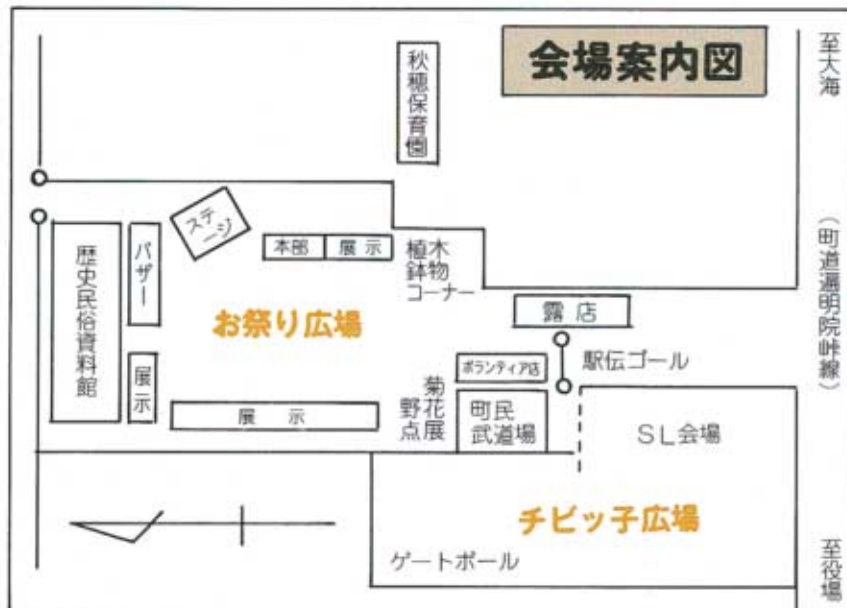 会場案内図
至大海
秋穂保育園
ステ
ージ
本部
展示
植木
鉢物
コーナー
バザー
歴史民俗資料館
お祭り広場
露店
(町道遍明院峠線)
ボランティア店
駅伝ゴール
展示
展示
菊花展
野点
町民
武道場
SL会場
チビッ子広場
ゲートボール
至役場